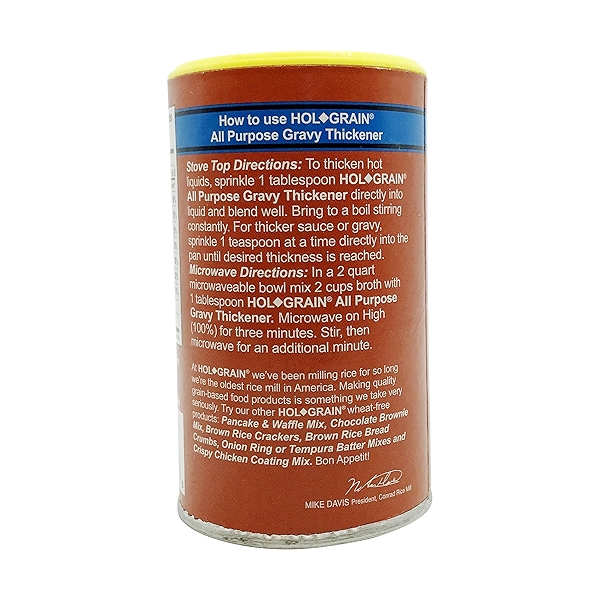 How to use HOL◆GRAIN®
All Purpose Gravy Thickener
Stove Top Directions: To thicken hot
liquids, sprinkle 1 tablespoon HOL◆GRAIN®
All Purpose Gravy Thickener directly into
liquid and blend well. Bring to a boil stirring
constantly. For thicker sauce or gravy,
sprinkle 1 teaspoon at a time directly into the
pan until desired thickness is reached.
Microwave Directions: In a 2 quart
microwaveable bowl mix 2 cups broth with
1 tablespoon HOL◆GRAIN® All Purpose
Gravy Thickener. Microwave on High
(100%) for three minutes. Stir, then
microwave for an additional minute.
At HOL◆GRAIN® we've been milling rice for so long
we're the oldest rice mill in America. Making quality
grain-based food products is something we take very
seriously. Try our other HOL◆GRAIN® wheat-free
products: Pancake & Waffle Mix, Chocolate Brownie
Mix, Brown Rice Crackers, Brown Rice Bread
Crumbs, Onion Ring or Tempura Batter Mixes and
Crispy Chicken Coating Mix. Bon Appetit!
MIKE DAVIS President, Conrad Rice Mill